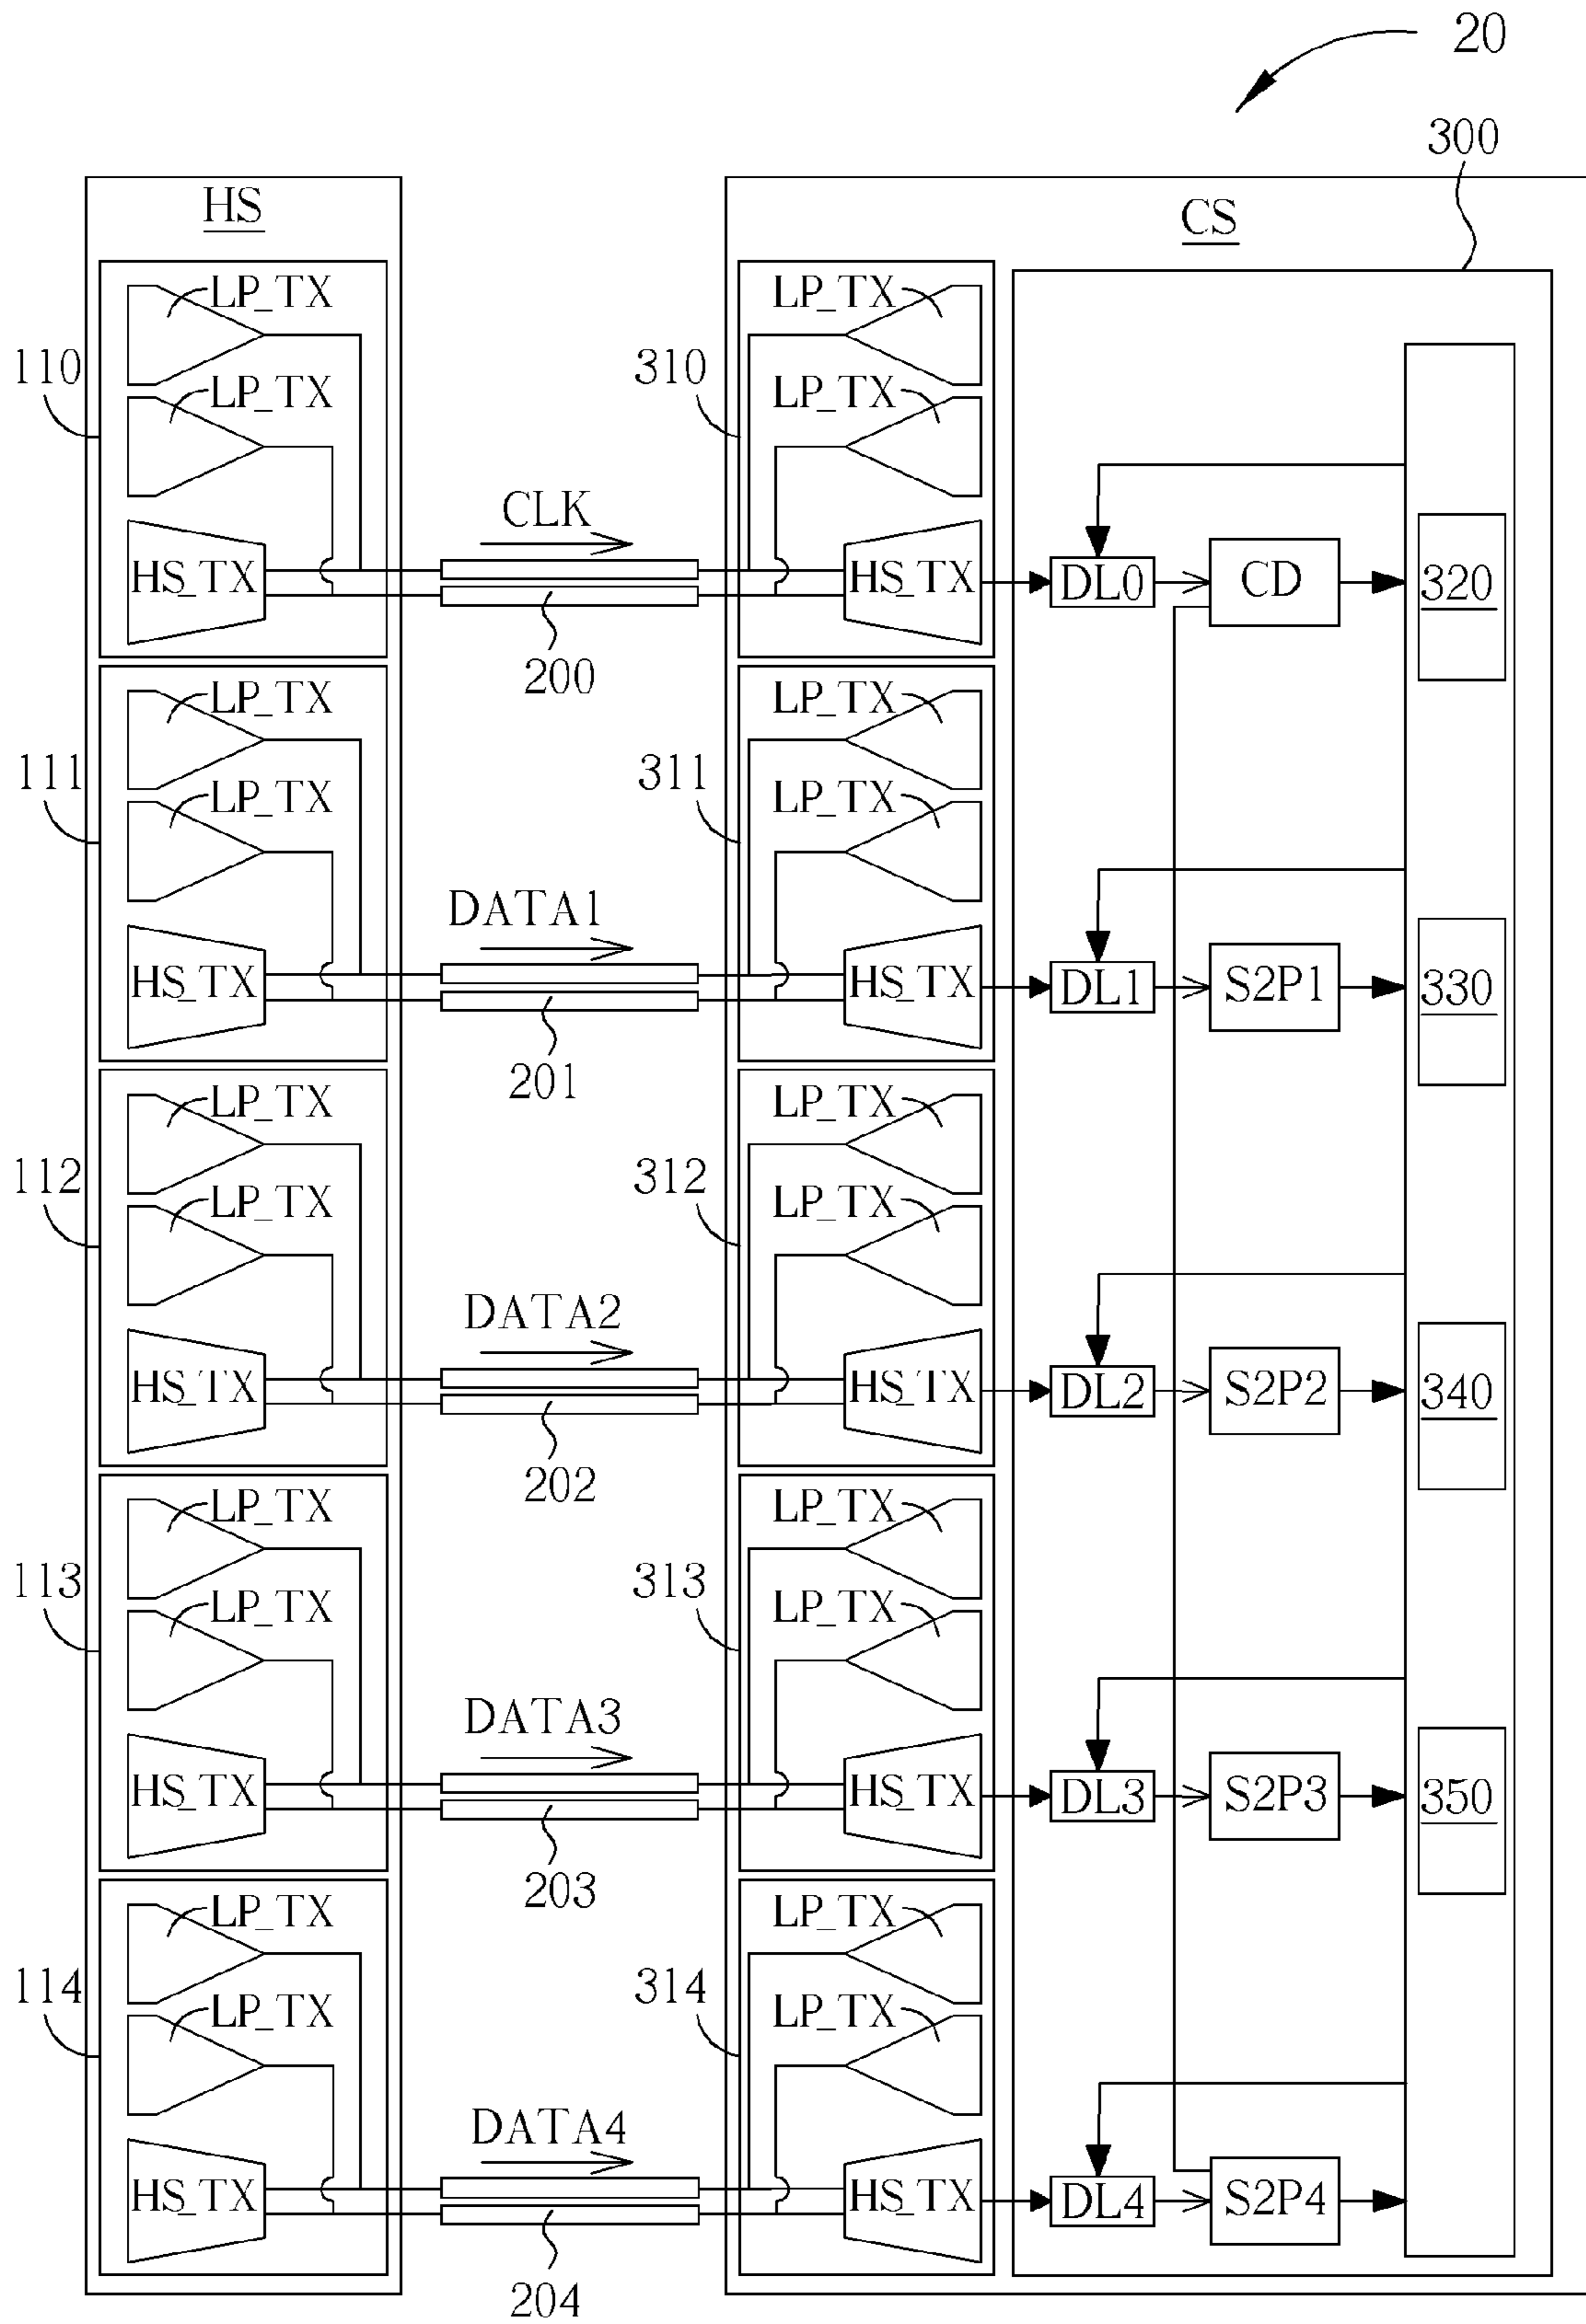 20
300
HS
CS
LP_TX
LP_TX
110
310
LP_TX
LP_TX
CLK
HS_TX
HS_TX
DL0
CD
320
200
LP_TX
LP_TX
111
311
LP_TX
LP_TX
DATA1
HS_TX
HS_TX
DL1
S2P1
330
201
LP_TX
LP_TX
112
312
LP_TX
LP_TX
DATA2
HS_TX
HS_TX
DL2
S2P2
340
202
LP_TX
LP_TX
113
313
LP_TX
LP_TX
DATA3
HS_TX
HS_TX
DL3
S2P3
350
203
LP_TX
LP_TX
114
314
LP_TX
LP_TX
DATA4
HS_TX
HS_TX
DL4
S2P4
204